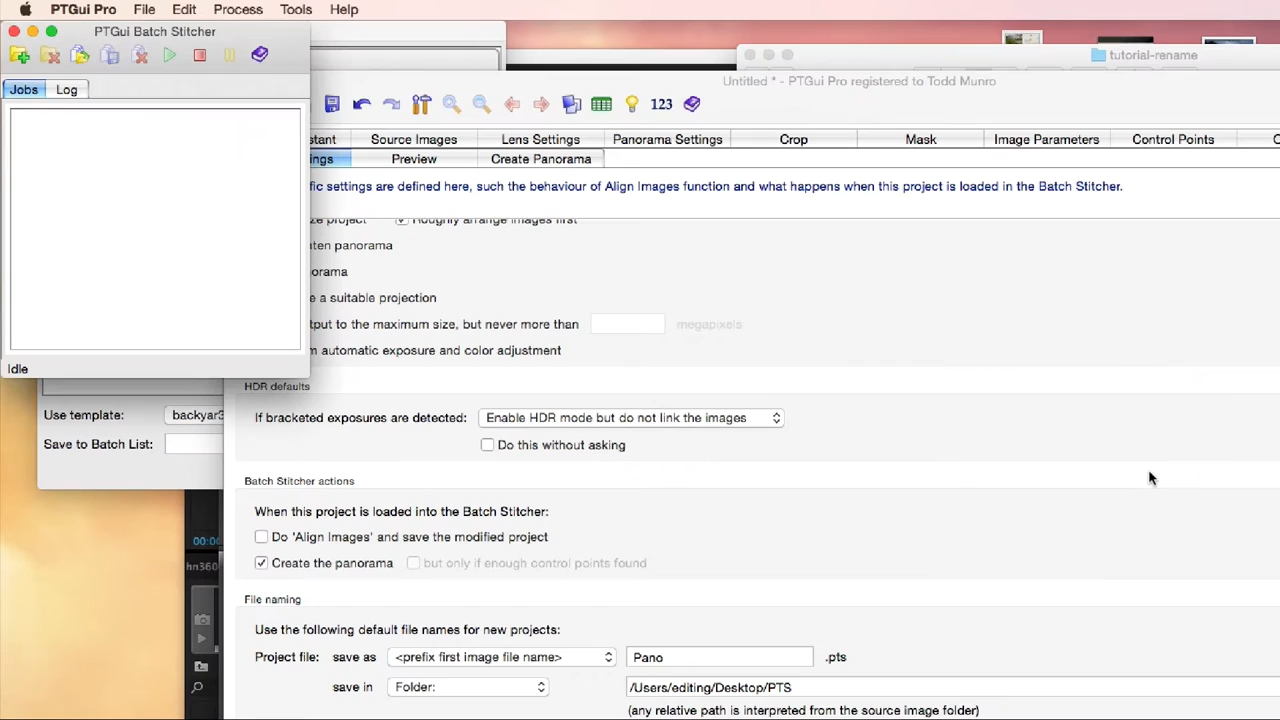 PTGui Pro File Edit Process Tools Help
PTGui Batch Stitcher
tutorial-rename
Untitled * - PTGui Pro registered to Todd Munro
Jobs Log
123
stant Source Images Lens Settings Panorama Settings Crop Mask Image Parameters Control Points
ings Preview Create Panorama
fic settings are defined here, such the behaviour of Align Images function and what happens when this project is loaded in the Batch Stitcher.
ze project Roughly arrange images first
nten panorama
orama
e a suitable projection
tput to the maximum size, but never more than megapixels
m automatic exposure and color adjustment
Idle
HDR defaults
Use template: backyar3
If bracketed exposures are detected: Enable HDR mode but do not link the images
Save to Batch List:
Do this without asking
Batch Stitcher actions
When this project is loaded into the Batch Stitcher:
00:00
Do 'Align Images' and save the modified project
hn360
Create the panorama but only if enough control points found
File naming
Use the following default file names for new projects:
Project file: save as <prefix first image file name> Pano .pts
save in Folder: /Users/editing/Desktop/PTS
(any relative path is interpreted from the source image folder)